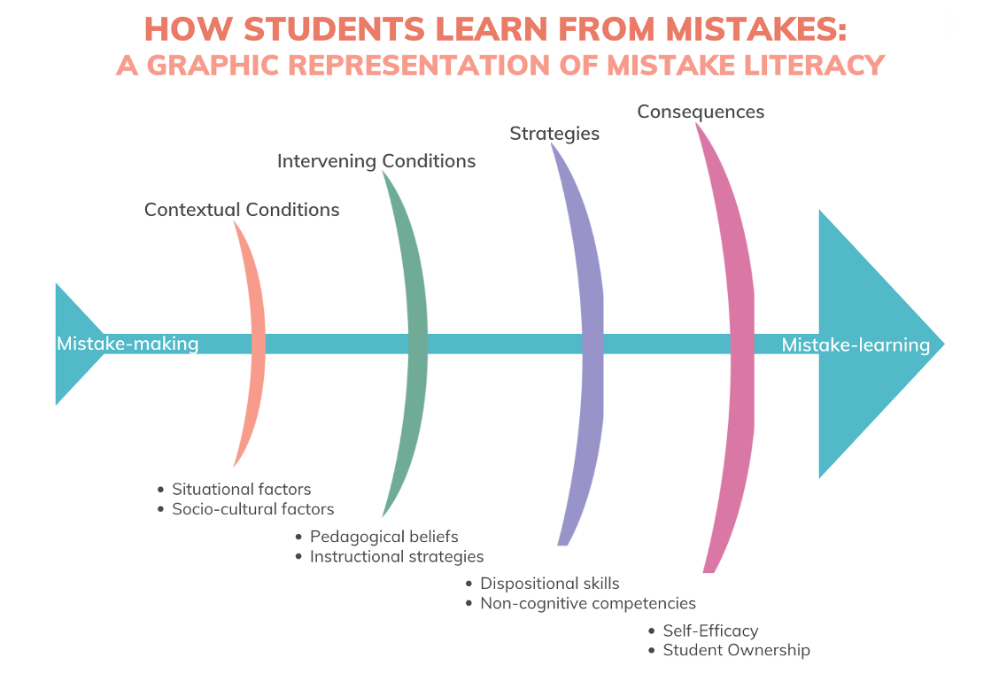 HOW STUDENTS LEARN FROM MISTAKES:
A GRAPHIC REPRESENTATION OF MISTAKE LITERACY
Consequences
Strategies
Intervening Conditions
Contextual Conditions
Mistake-making
Mistake-learning
• Situational factors
• Socio-cultural factors
• Pedagogical beliefs
• Instructional strategies
• Dispositional skills
• Non-cognitive competencies
• Self-Efficacy
• Student Ownership